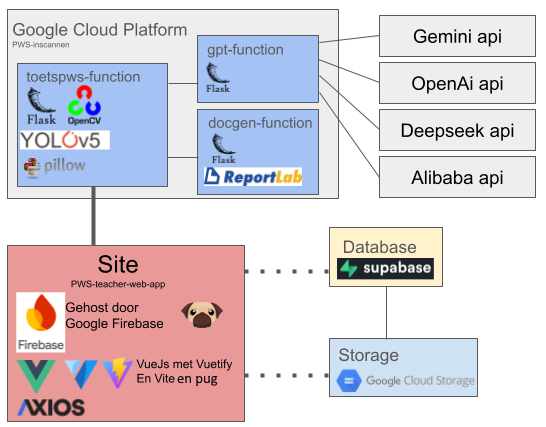 Google Cloud Platform
PWS-inscannen
toetspws-function
Flask
OpenCV
YOLOv5
pillow
gpt-function
Flask
docgen-function
Flask
ReportLab
Gemini api
OpenAi api
Deepseek api
Alibaba api
Site
PWS-teacher-web-app
Firebase
Gehost door
Google Firebase
VueJs met Vuetify
En Vite en pug
AXIOS
Database
supabase
Storage
Google Cloud Storage